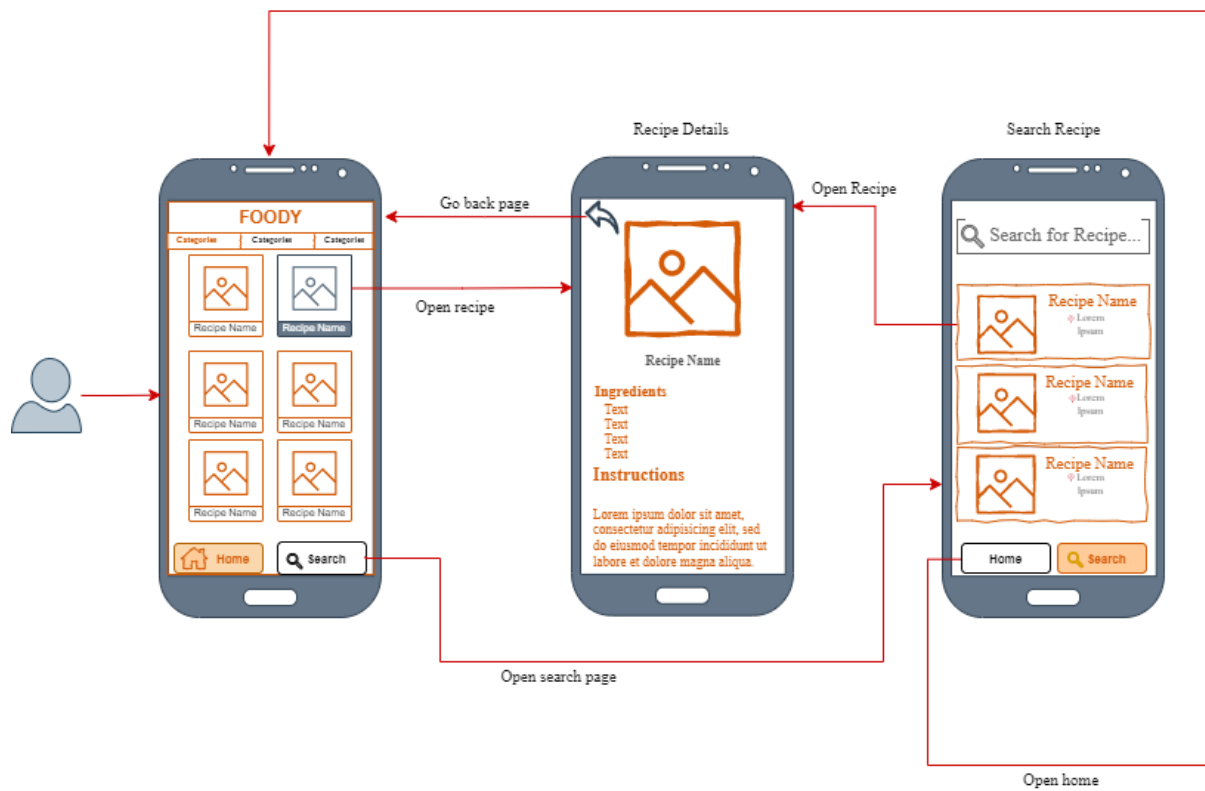 Recipe Details
Search Recipe
Open Recipe
Go back page
FOODY
Categories Categories Categories
Search for Recipe...
Open recipe
Recipe Name Recipe Name
Recipe Name Recipe Name
Recipe Name Recipe Name
Home Search
Recipe Name
Ingredients
Text
Text
Text
Text
Instructions
Lorem ipsum dolor sit amet,
consectetur adipisicing elit, sed
do eiusmod tempor incididunt ut
labore et dolore magna aliqua.
Recipe Name
Lorem
Ipsum
Recipe Name
Lorem
Ipsum
Recipe Name
Lorem
Ipsum
Home Search
Open search page
Open home